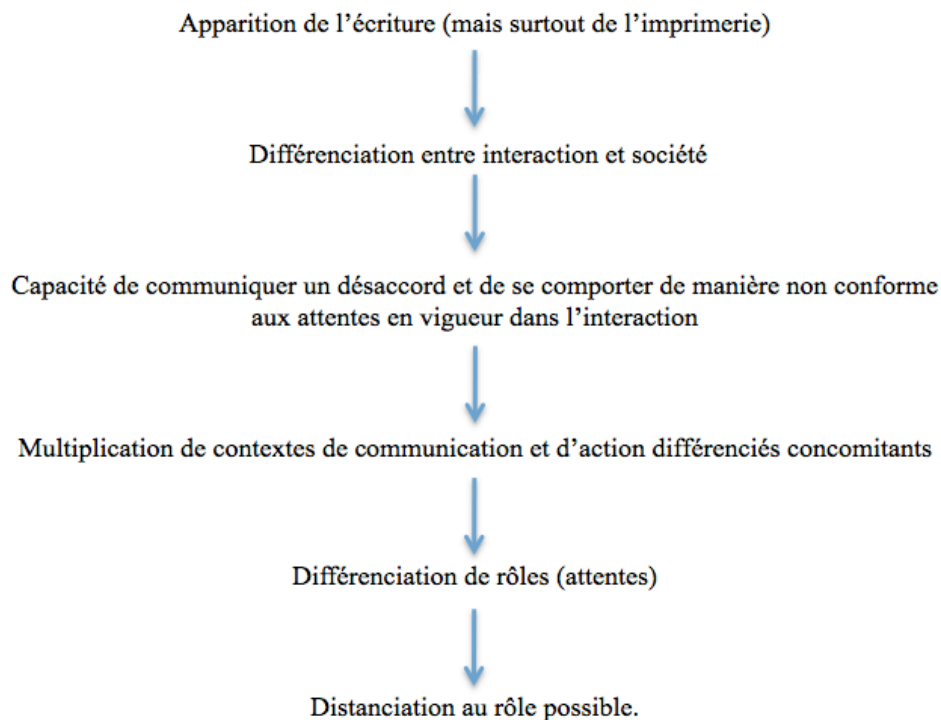 Apparition de l’écriture (mais surtout de l’imprimerie)
Différenciation entre interaction et société
Capacité de communiquer un désaccord et de se comporter de manière non conforme
aux attentes en vigueur dans l’interaction
Multiplication de contextes de communication et d’action différenciés concomitants
Différenciation de rôles (attentes)
Distanciation au rôle possible.